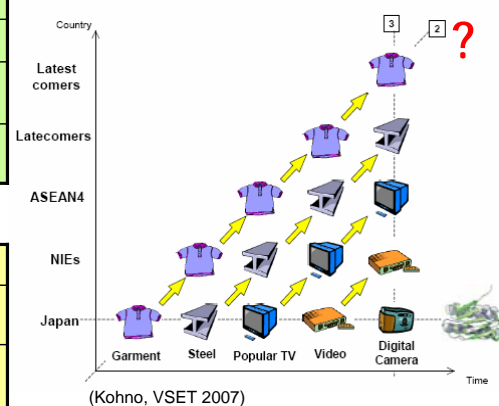 Country
3
2
?
Latest
comers
Latecomers
ASEAN4
NIEs
Japan
Garment
Steel
Popular TV
Video
Digital
Camera
Time
(Kohno, VSET 2007)